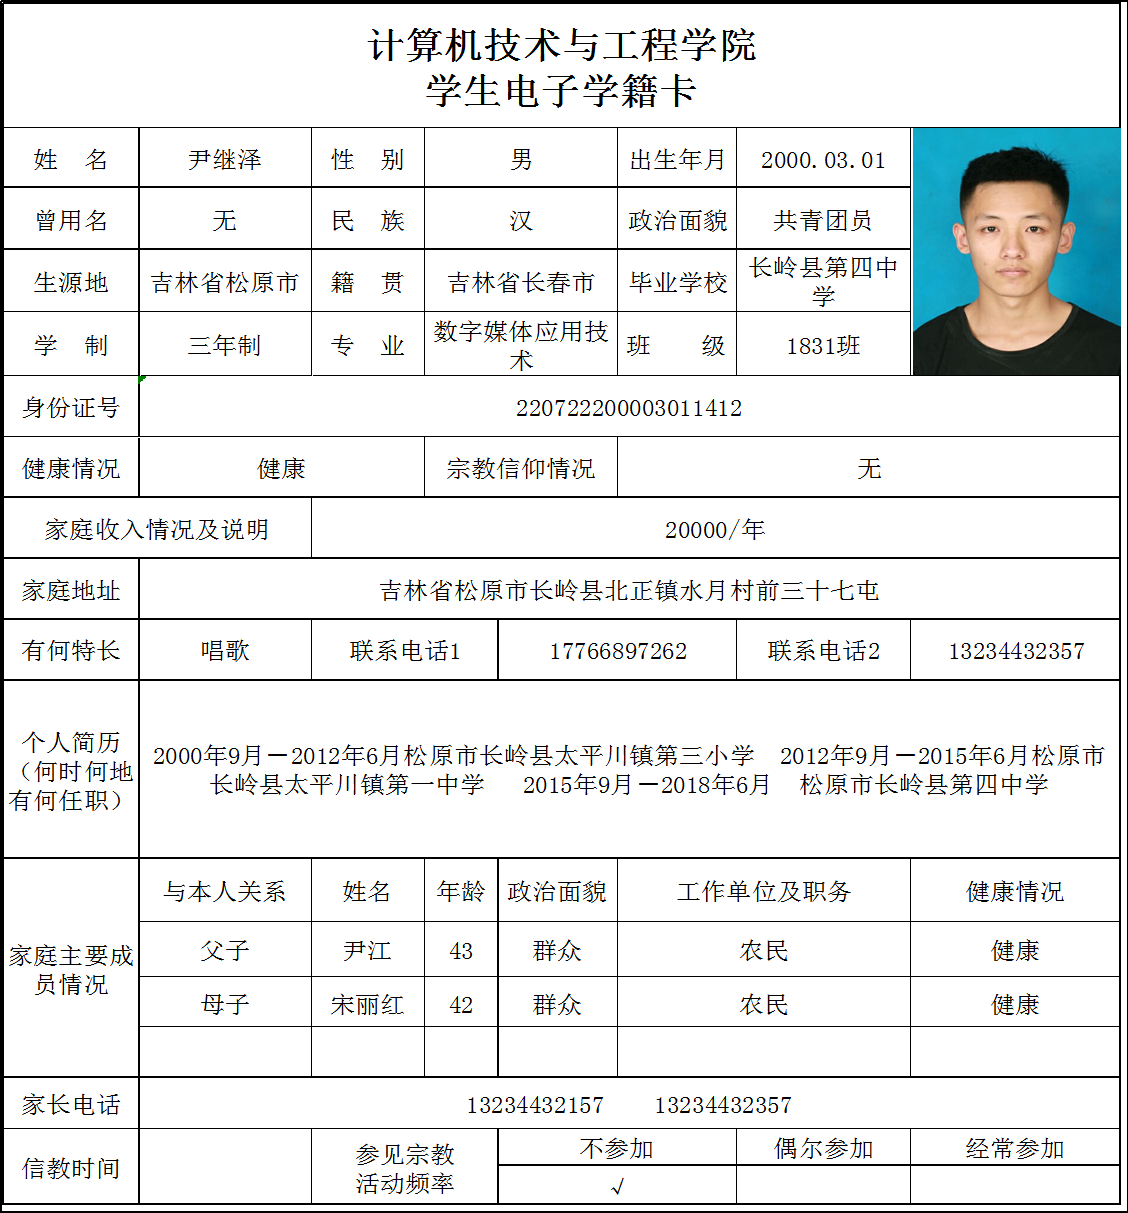 计算机技术与工程学院
学生电子学籍卡
姓 名 尹继泽 性 别 男 出生年月 2000.03.01
曾用名 无 民 族 汉 政治面貌 共青团员
生源地 吉林省松原市 籍 贯 吉林省长春市 毕业学校 长岭县第四中
学
学 制 三年制 专 业 数字媒体应用技
术 班 级 1831班
身份证号 220722200003011412
健康情况 健康 宗教信仰情况 无
家庭收入情况及说明 20000/年
家庭地址 吉林省松原市长岭县北正镇水月村前三十七屯
有何特长 唱歌 联系电话1 17766897262 联系电话2 13234432357
个人简历
（何时何地
有何任职）
2000年9月－2012年6月松原市长岭县太平川镇第三小学 2012年9月－2015年6月松原市
长岭县太平川镇第一中学 2015年9月－2018年6月 松原市长岭县第四中学
家庭主要成
员情况
与本人关系 姓名 年龄 政治面貌 工作单位及职务 健康情况
父子 尹江 43 群众 农民 健康
母子 宋丽红 42 群众 农民 健康
家长电话 13234432157 13234432357
信教时间 参见宗教
活动频率 不参加 偶尔参加 经常参加
√